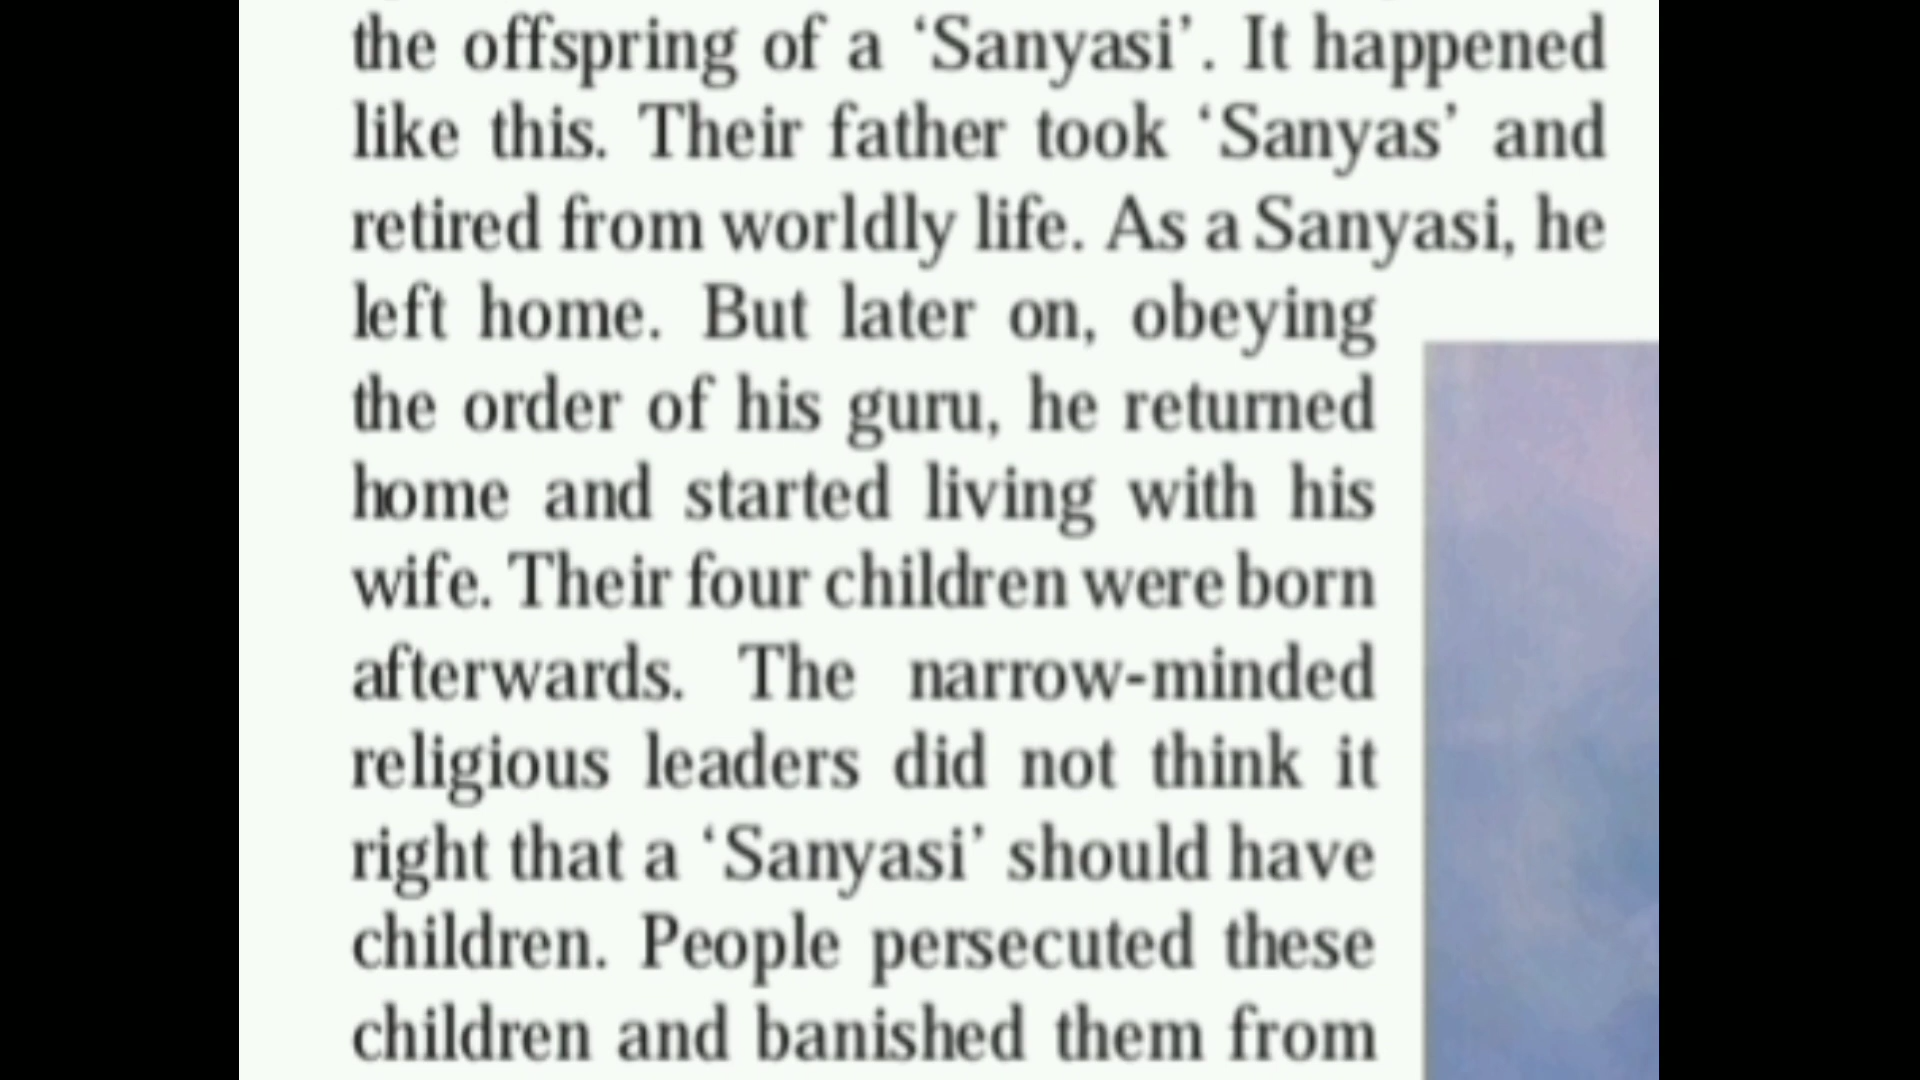 the offspring of a ‘Sanyasi’. It happened
like this. Their father took ‘Sanyas’ and
retired from worldly life. As a Sanyasi, he
left home. But later on, obeying
the order of his guru, he returned
home and started living with his
wife. Their four children were born
afterwards. The narrow-minded
religious leaders did not think it
right that a ‘Sanyasi’ should have
children. People persecuted these
children and banished them from